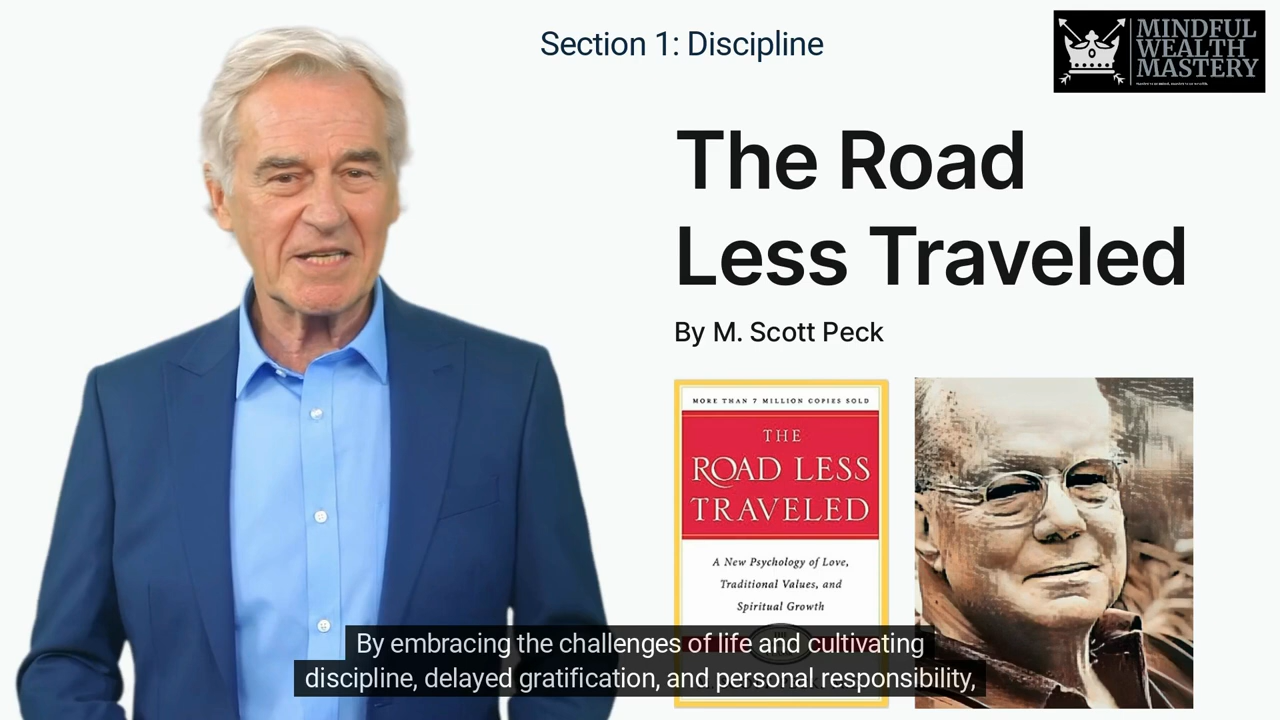 Section 1: Discipline
MINDFUL
WEALTH
MASTERY
The Road
Less Traveled
By M. Scott Peck
MORE THAN 7 MILLION COPIES SOLD
THE
ROAD LESS
TRAVELED
A New Psychology of Love,
Traditional Values, and
Spiritual Growth
By embracing the challenges of life and cultivating
discipline, delayed gratification, and personal responsibility,